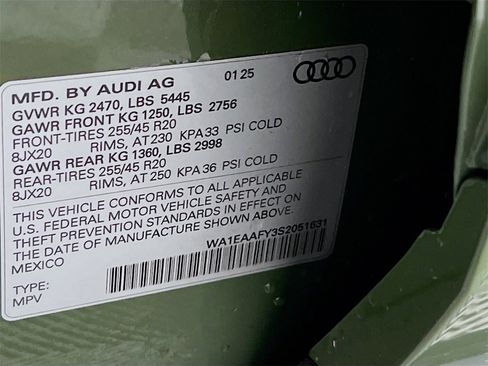 MFD. BY AUDI AG 01 25
GVWR KG 2470, LBS 5445
GAWR FRONT KG 1250, LBS 2756
FRONT-TIRES 255/45 R20
8JX20 RIMS, AT 230 KPA 33 PSI COLD
GAWR REAR KG 1360, LBS 2998
REAR-TIRES 255/45 R20
8JX20 RIMS, AT 250 KPA 36 PSI COLD
THIS VEHICLE CONFORMS TO ALL APPLICABLE
U.S. FEDERAL MOTOR VEHICLE SAFETY AND
THEFT PREVENTION STANDARDS IN EFFECT ON
THE DATE OF MANUFACTURE SHOWN ABOVE.
MEXICO WA1EAAFY3S2051631
TYPE:
MPV